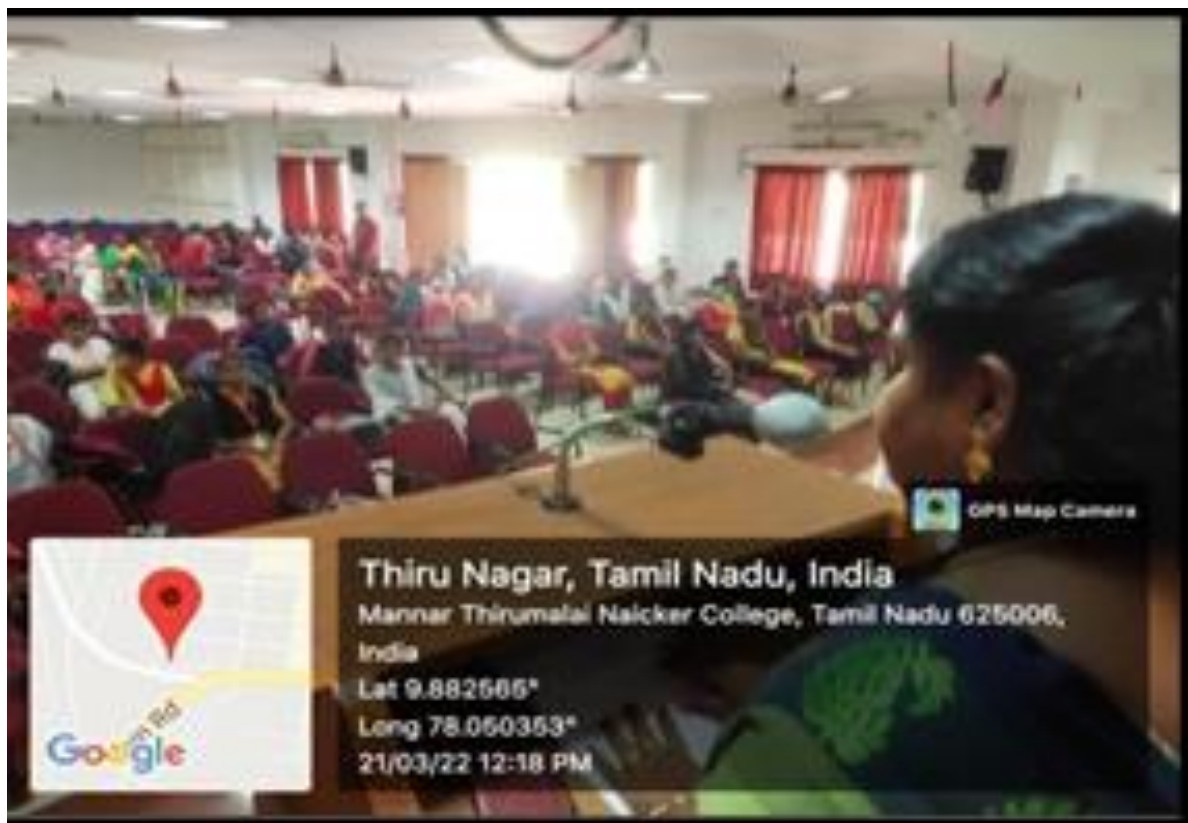 GPS Map Camera
Thiru Nagar, Tamil Nadu, India
Mannar Thirumalai Naicker College, Tamil Nadu 625006,
India
Lat 9.882565°
Long 78.050353°
21/03/22 12:18 PM
Rd
Google